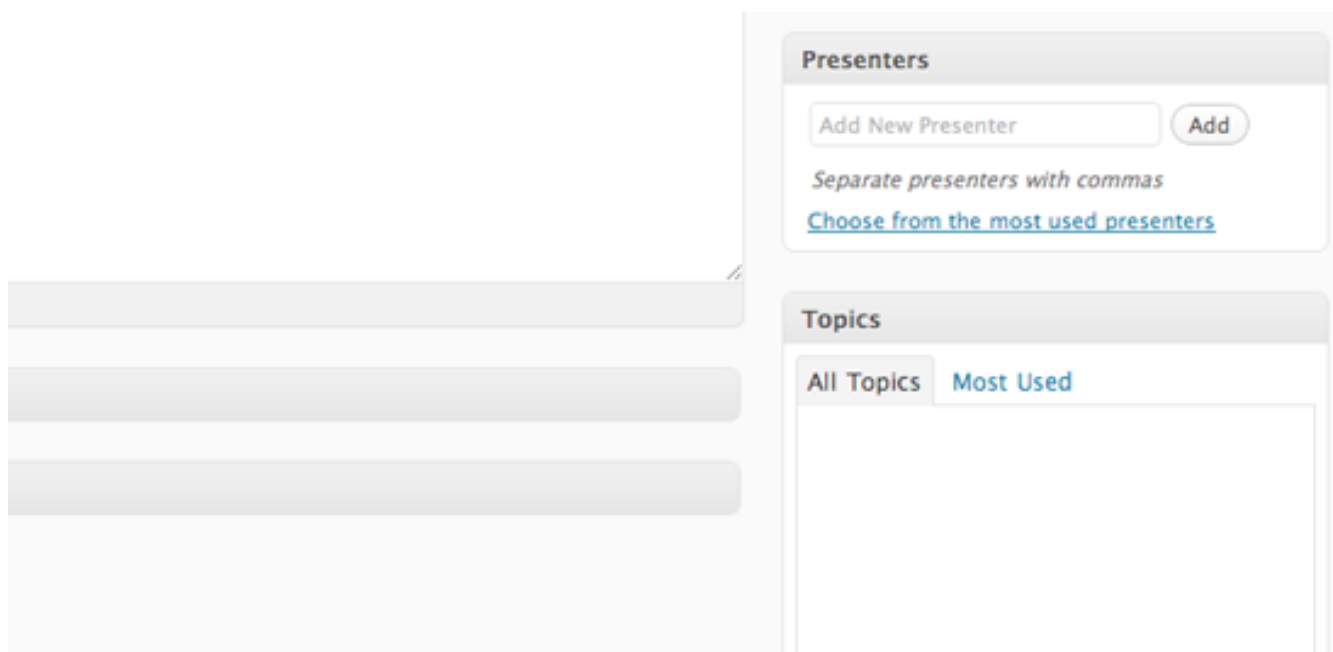 Presenters
Add New Presenter Add
Separate presenters with commas
Choose from the most used presenters
Topics
All Topics Most Used